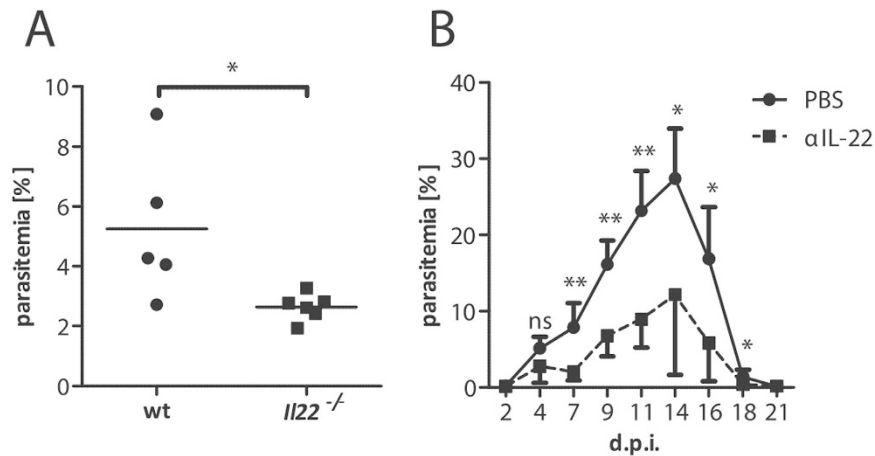 A
parasitemia [%]
10
8
6
4
2
0
*
wt
Il22 -/-
B
parasitemia [%]
40
30
20
10
0
ns
**
**
**
*
*
*
2 4 7 9 11 14 16 18 21
d.p.i.
PBS
αIL-22